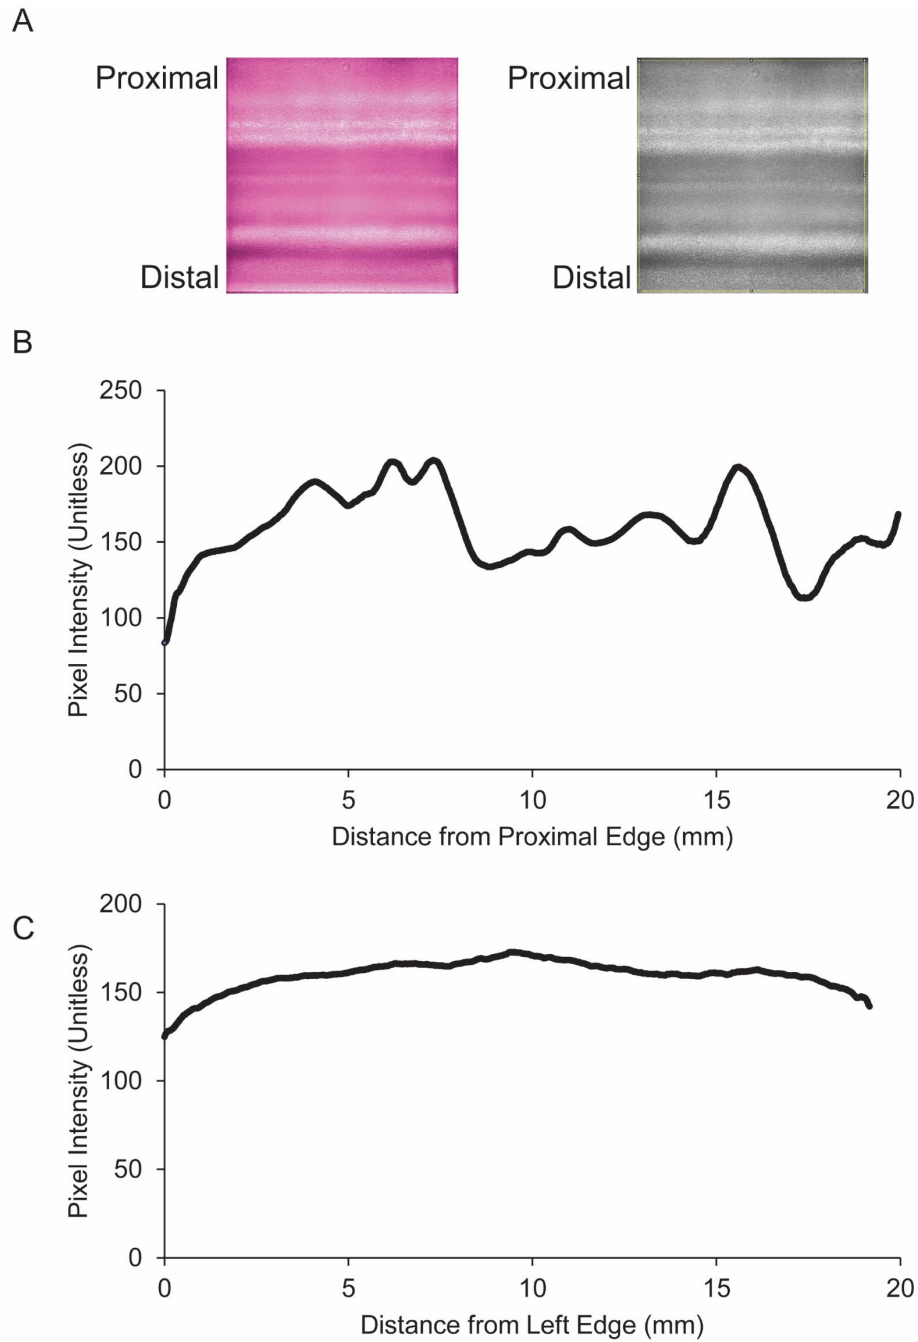 A
Proximal
Distal
Proximal
Distal
B
250
200
150
100
50
0
Pixel Intensity (Unitless)
0 5 10 15 20
Distance from Proximal Edge (mm)
C
200
150
100
50
0
Pixel Intensity (Unitless)
0 5 10 15 20
Distance from Left Edge (mm)